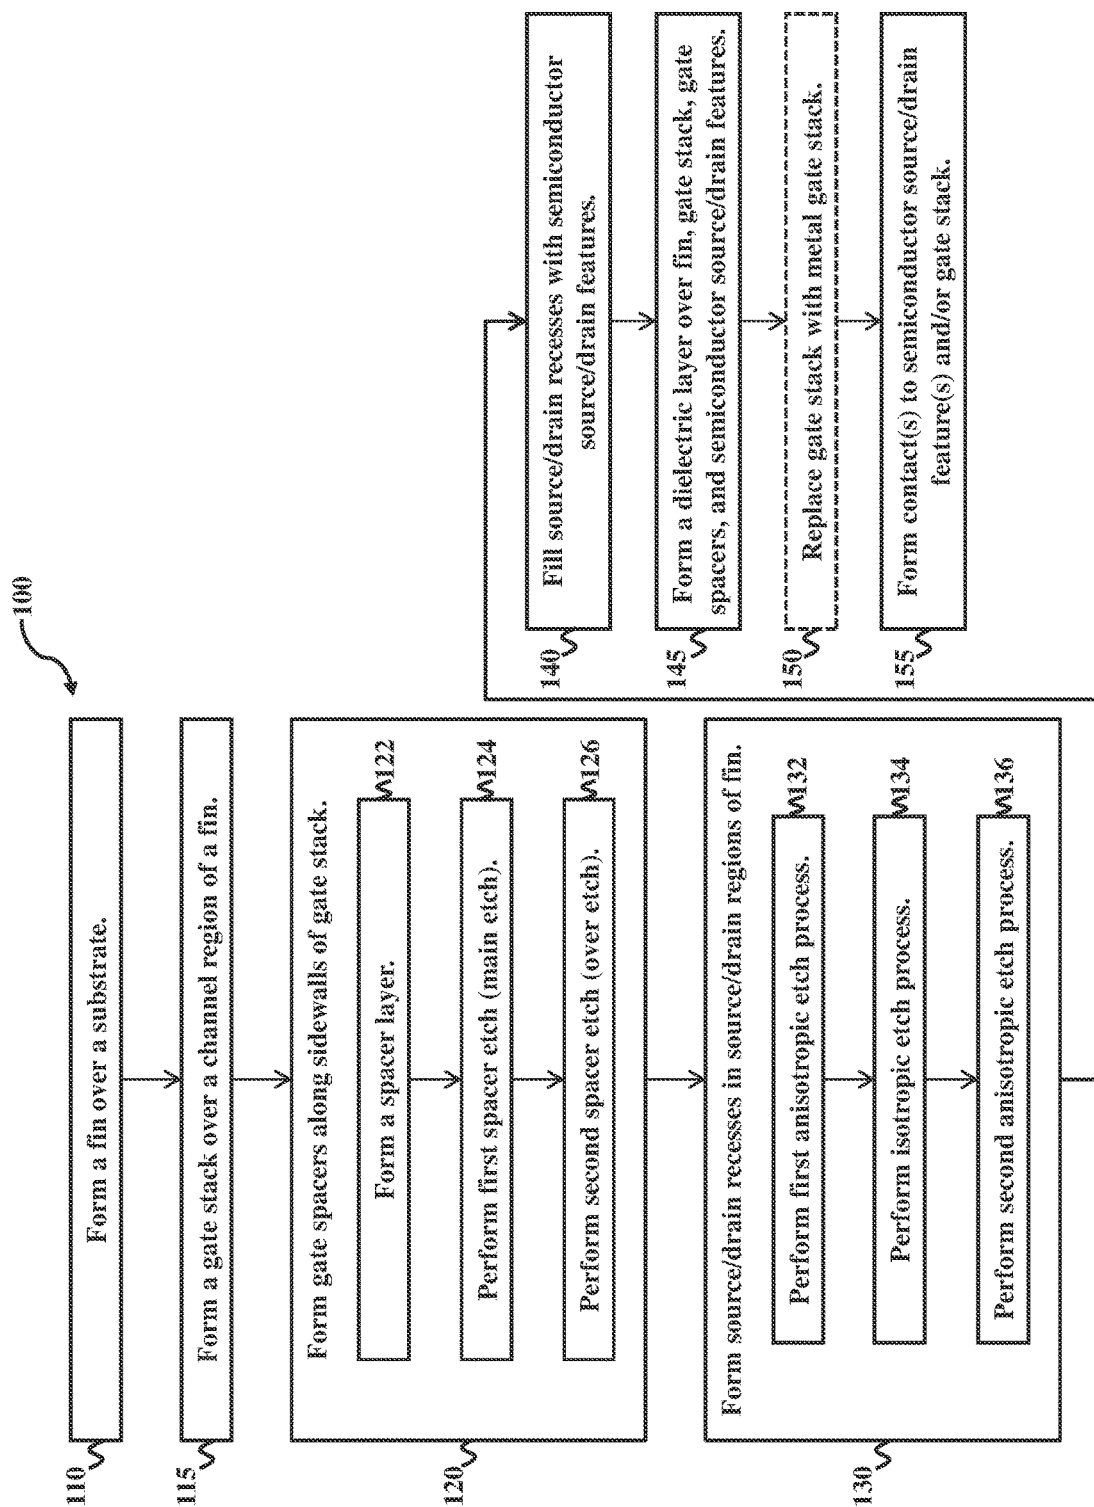 100
110
Form a fin over a substrate.
115
Form a gate stack over a channel region of a fin.
120
Form gate spacers along sidewalls of gate stack.
Form a spacer layer.
122
Perform first spacer etch (main etch).
124
Perform second spacer etch (over etch).
126
130
Form source/drain recesses in source/drain regions of fin.
Perform first anisotropic etch process.
132
Perform isotropic etch process.
134
Perform second anisotropic etch process.
136
140
Fill source/drain recesses with semiconductor
source/drain features.
145
Form a dielectric layer over fin, gate stack, gate
spacers, and semiconductor source/drain features.
150
Replace gate stack with metal gate stack.
155
Form contact(s) to semiconductor source/drain
feature(s) and/or gate stack.